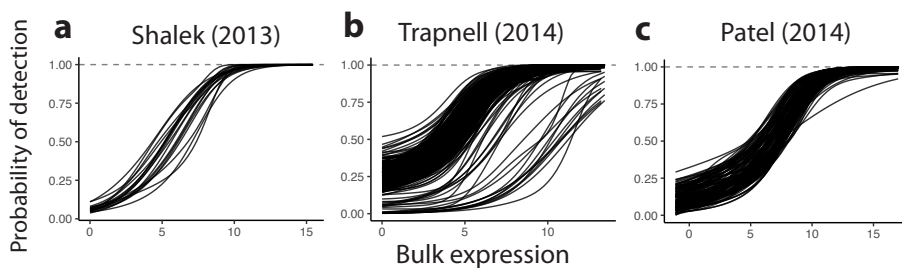 a Shalek (2013)
b Trapnell (2014)
c Patel (2014)
Probability of detection
1.00
0.75
0.50
0.25
0.00
0 5 10 15
1.00
0.75
0.50
0.25
0.00
0 5 10
1.00
0.75
0.50
0.25
0.00
0 5 10 15
Bulk expression